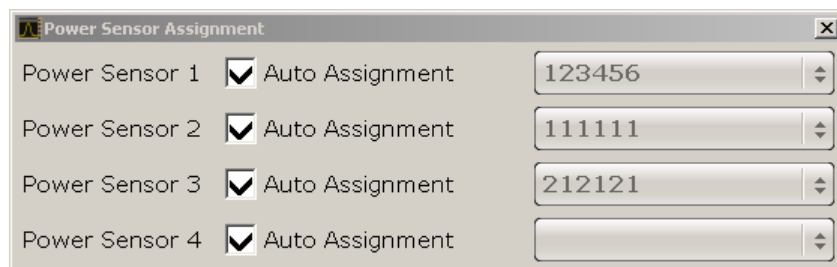 Power Sensor Assignment
Power Sensor 1 Auto Assignment 123456
Power Sensor 2 Auto Assignment 111111
Power Sensor 3 Auto Assignment 212121
Power Sensor 4 Auto Assignment